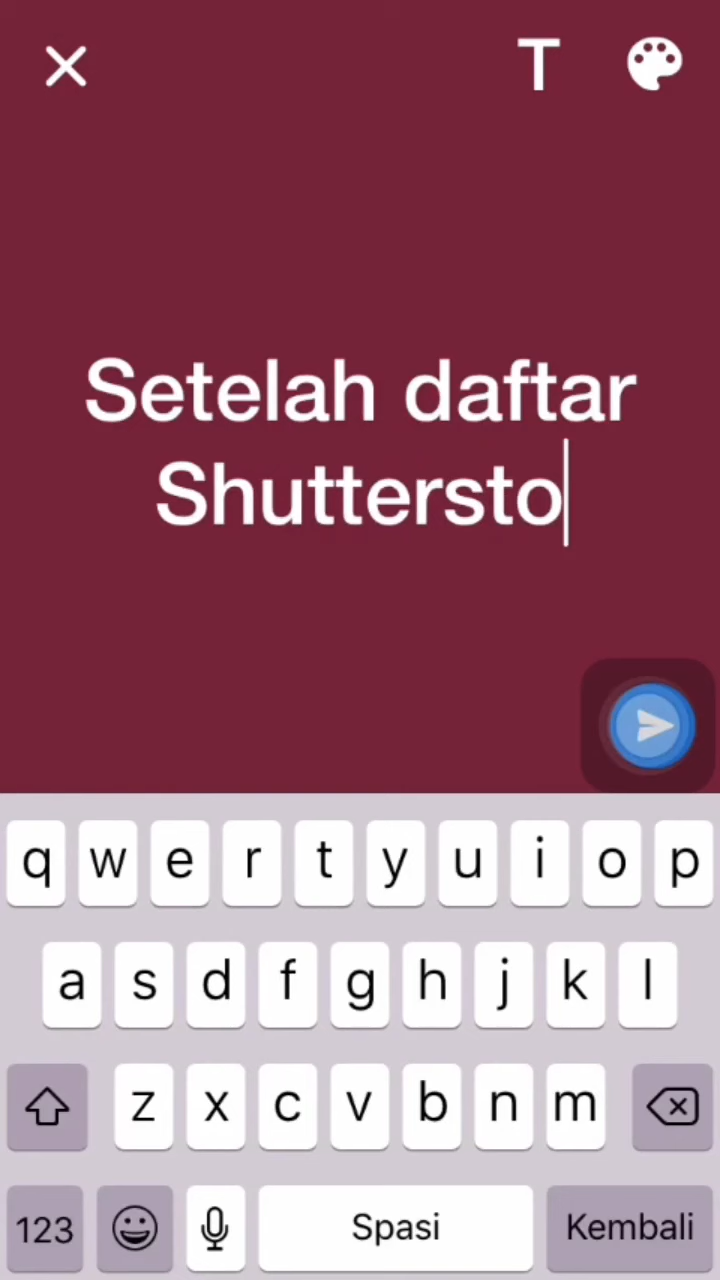 T
Setelah daftar
Shuttersto
q w e r t y u i o p
a s d f g h j k l
z x c v b n m
123 Spasi Kembali